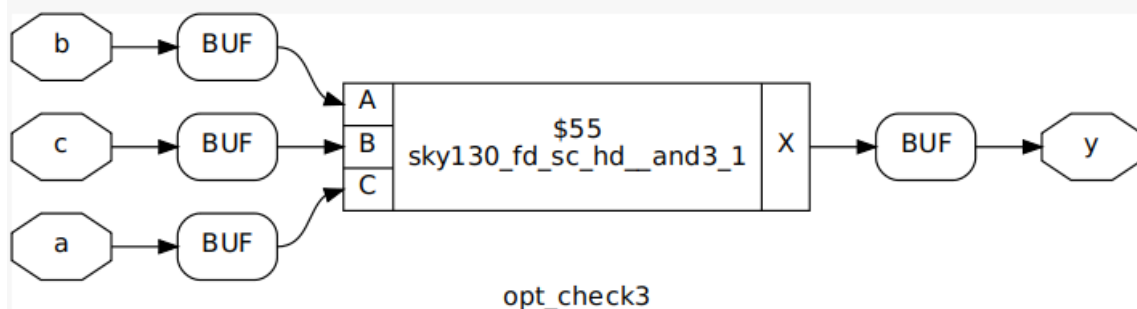 b
BUF
c
BUF
a
BUF
A
B
C
$55
sky130_fd_sc_hd__and3_1
X
BUF
y
opt_check3